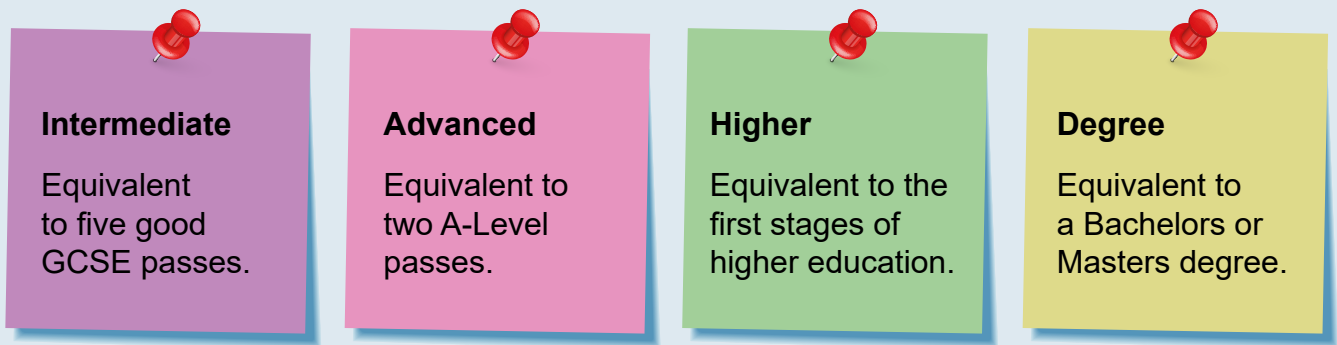 Intermediate
Equivalent
to five good
GCSE passes.
Advanced
Equivalent to
two A-Level
passes.
Higher
Equivalent to the
first stages of
higher education.
Degree
Equivalent to
a Bachelors or
Masters degree.